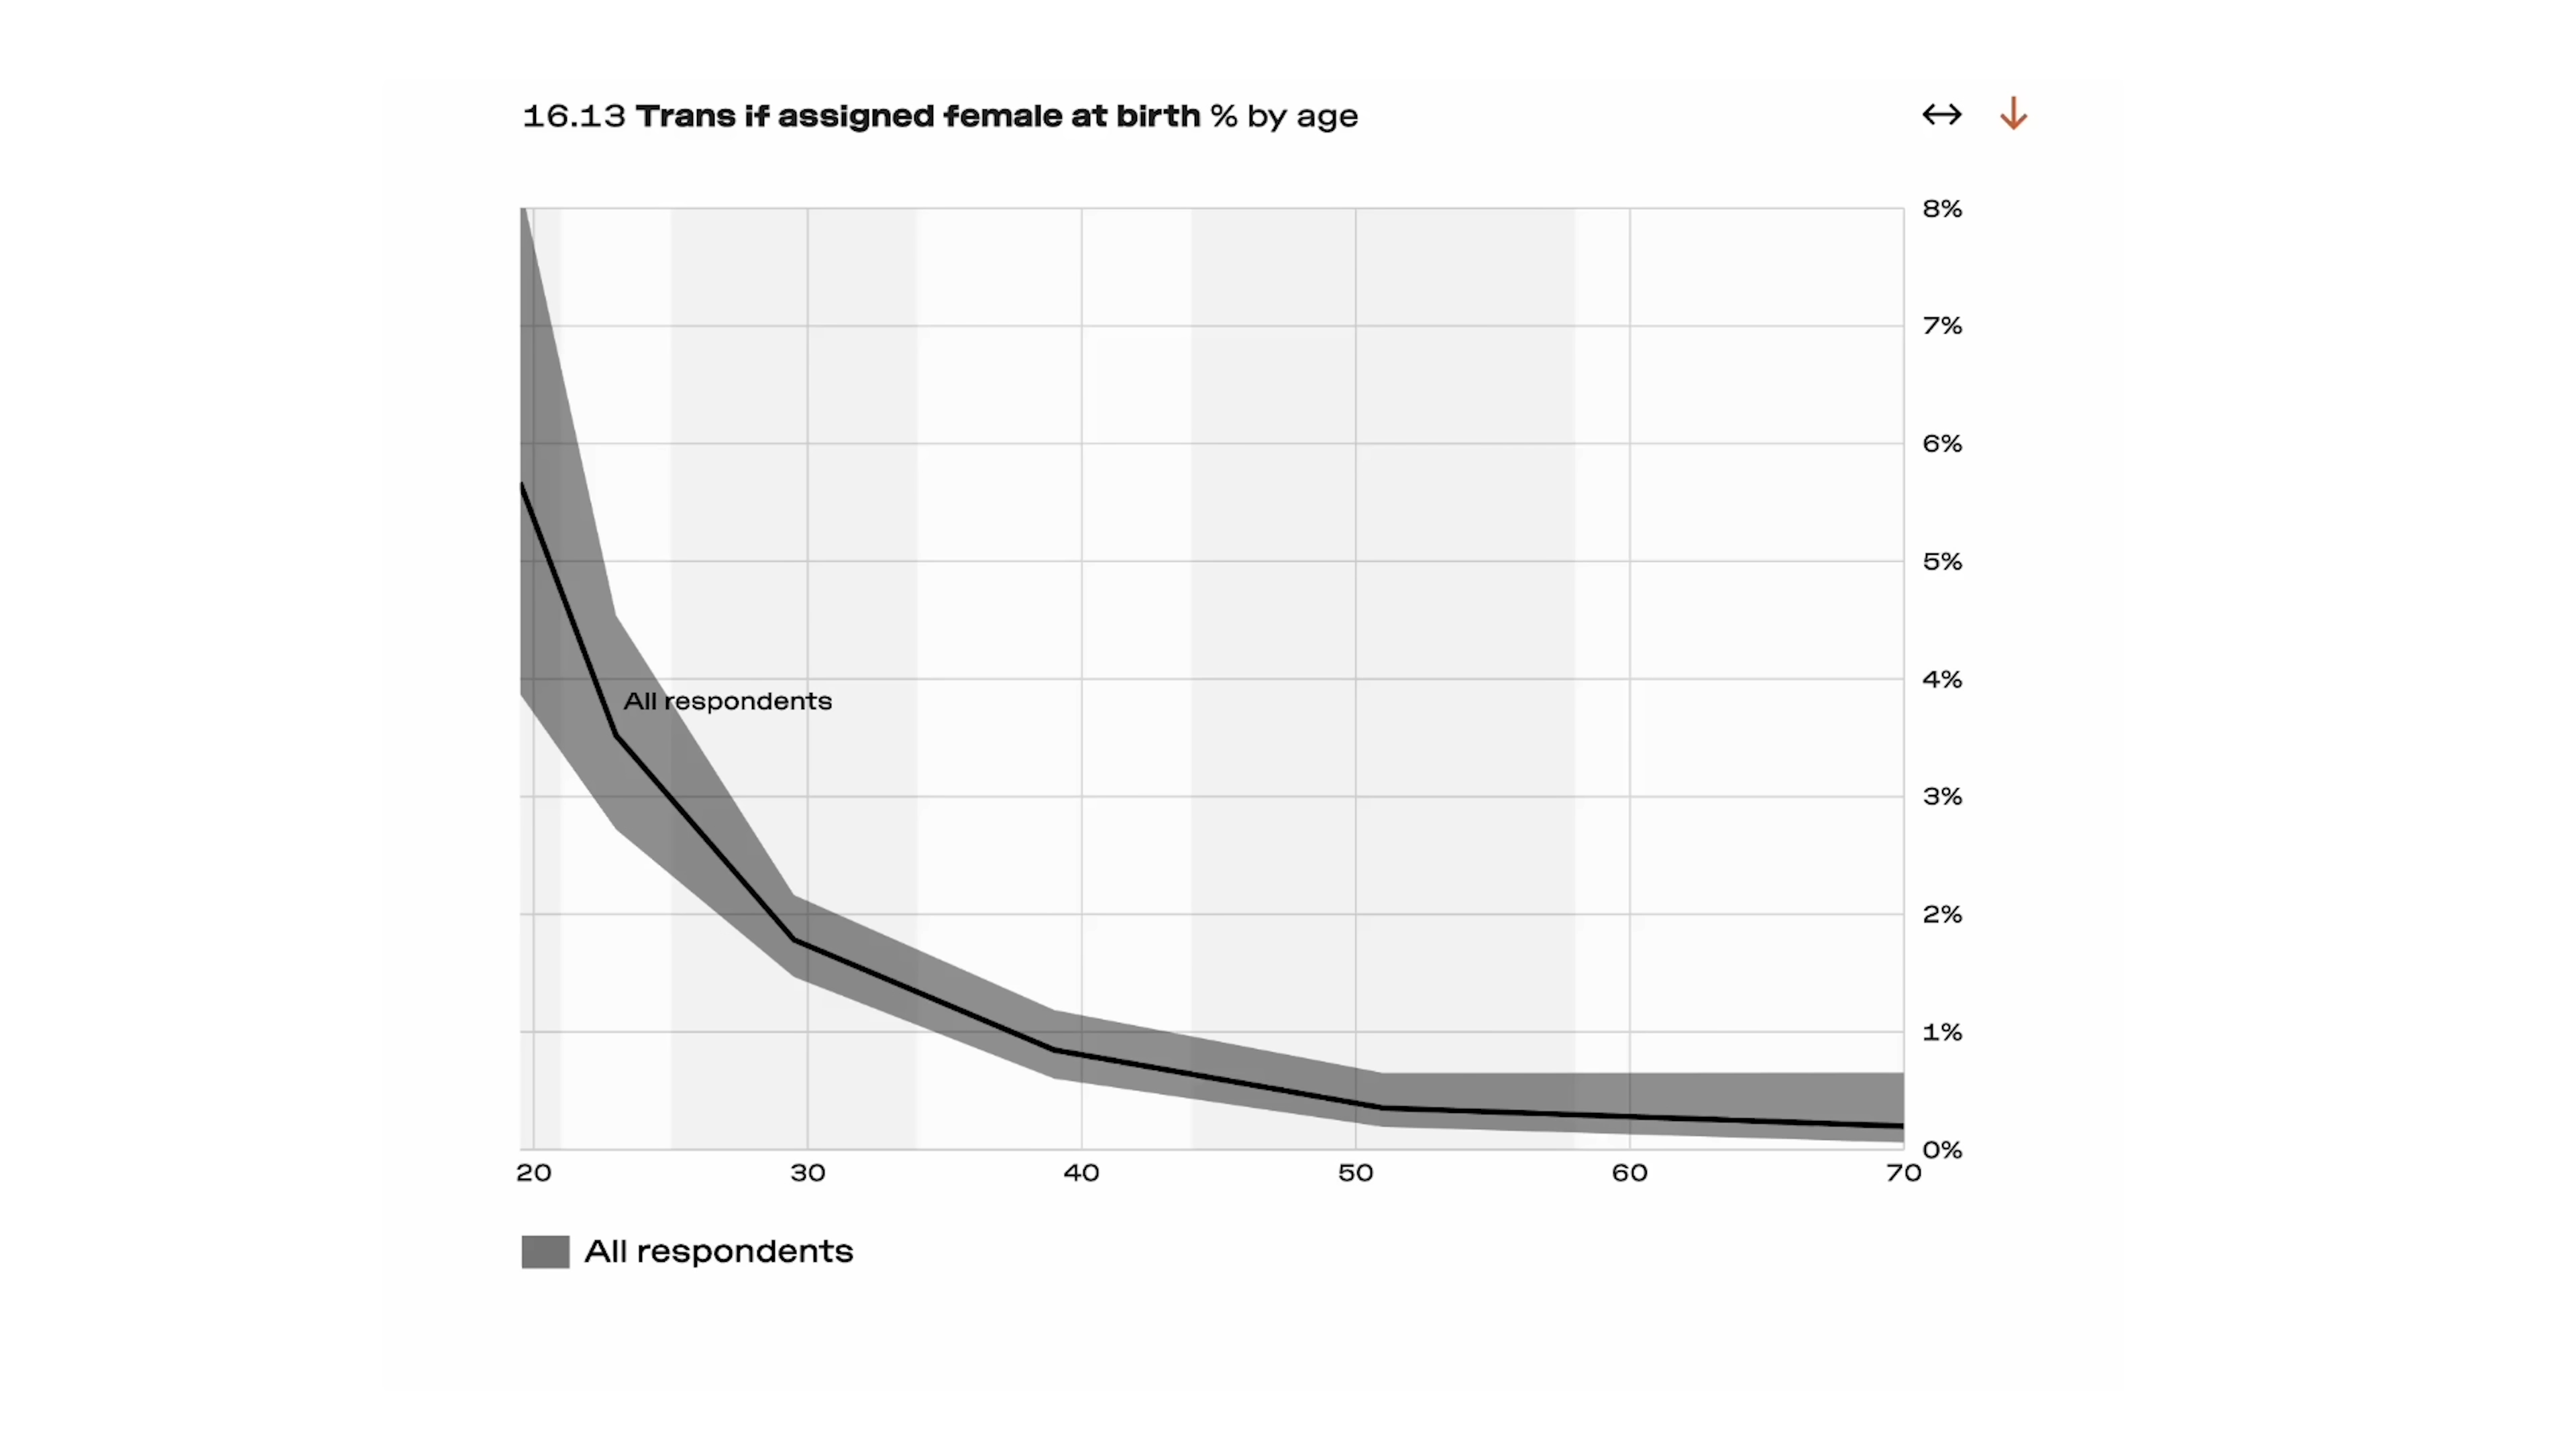 16.13 Trans if assigned female at birth % by age
8%
7%
6%
5%
All respondents
4%
3%
2%
1%
0%
20 30 40 50 60 70
All respondents